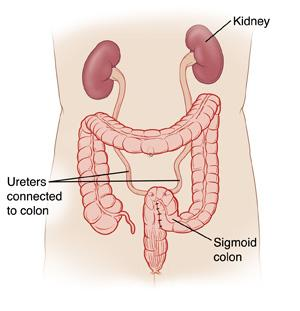 Kidney
Ureters
connected
to colon
Sigmoid
colon